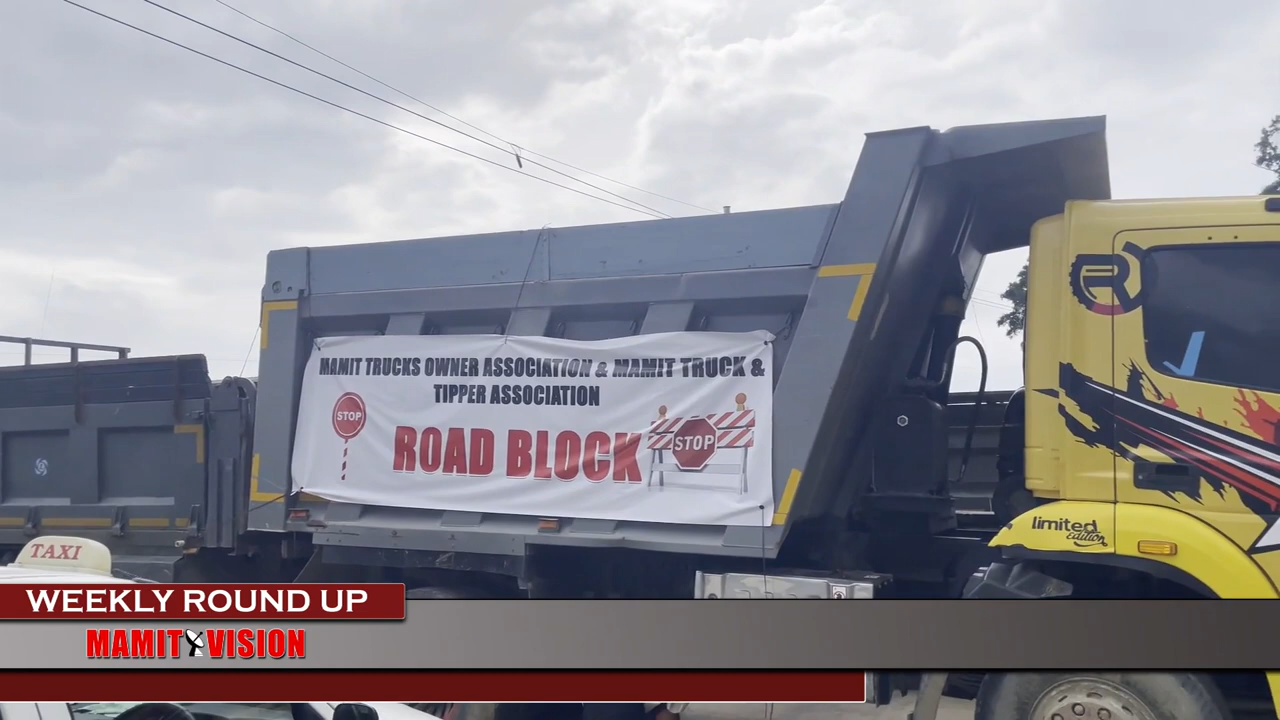 MAMIT TRUCKS OWNER ASSOCIATION & MAMIT TRUCK &
TIPPER ASSOCIATION
STOP
ROAD BLOCK
STOP
R
limited
Edition
TAXI
WEEKLY ROUND UP
MAMIT VISION